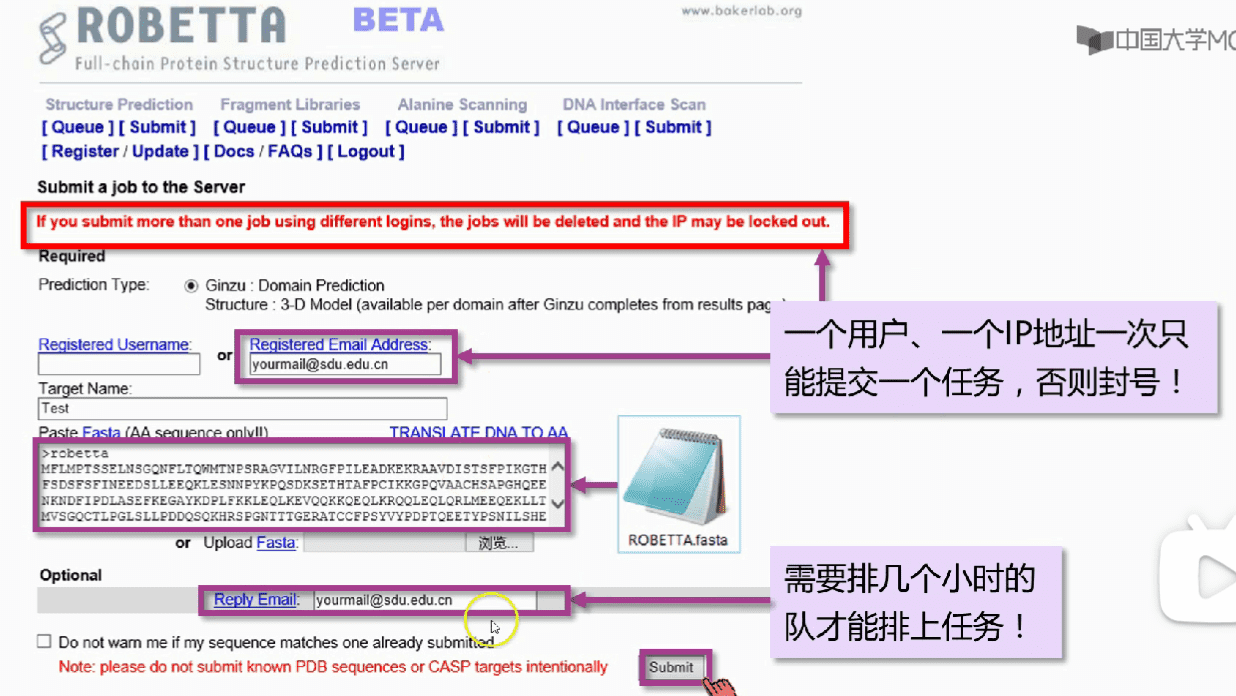 ROBETTA BETA www.bakerlab.org
Full-chain Protein Structure Prediction Server
中国大学MO
Structure Prediction Fragment Libraries Alanine Scanning DNA Interface Scan
[ Queue ] [ Submit ] [ Queue ] [ Submit ] [ Queue ] [ Submit ] [ Queue ] [ Submit ]
[ Register / Update ] [ Docs / FAQs ] [ Logout ]
Submit a job to the Server
If you submit more than one job using different logins, the jobs will be deleted and the IP may be locked out.
Required
Prediction Type: Ginzu : Domain Prediction
Structure : 3-D Model (available per domain after Ginzu completes from results pag
一个用户、一个IP地址一次只
能提交一个任务，否则封号！
Registered Username: or Registered Email Address:
yourmail@sdu.edu.cn
Target Name:
Test
Paste Fasta (AA sequence only!!) TRANSLATE DNA TO AA
>robetta
MFLMPTSSELNSGQNFLTQWMTNPSRAGVILNRGFPILEADKEKRAAVDISTSFPIKGTH
FSDSFSFINEEDSLLEEQKLESNNPYKPQSDKSETHTAFPCIKKGPQVAACHSAPGHQEE
NKNDFIPDLASEFKEGAYKDPLFKKLEQLKEVQQKKQEQLKRQQLEQLQRLMEEQEKLLT
MVSGQCTLPGLSLLPDDQSQKHRSPGNTTTGERATCCFPSYVYPDPTQEETYPSNILSHE
ROBETTA.fasta
or Upload Fasta: 浏览...
Optional
Reply Email: yourmail@sdu.edu.cn
需要排几个小时的
队才能排上任务！
Do not warn me if my sequence matches one already submitted
Note: please do not submit known PDB sequences or CASP targets intentionally
Submit